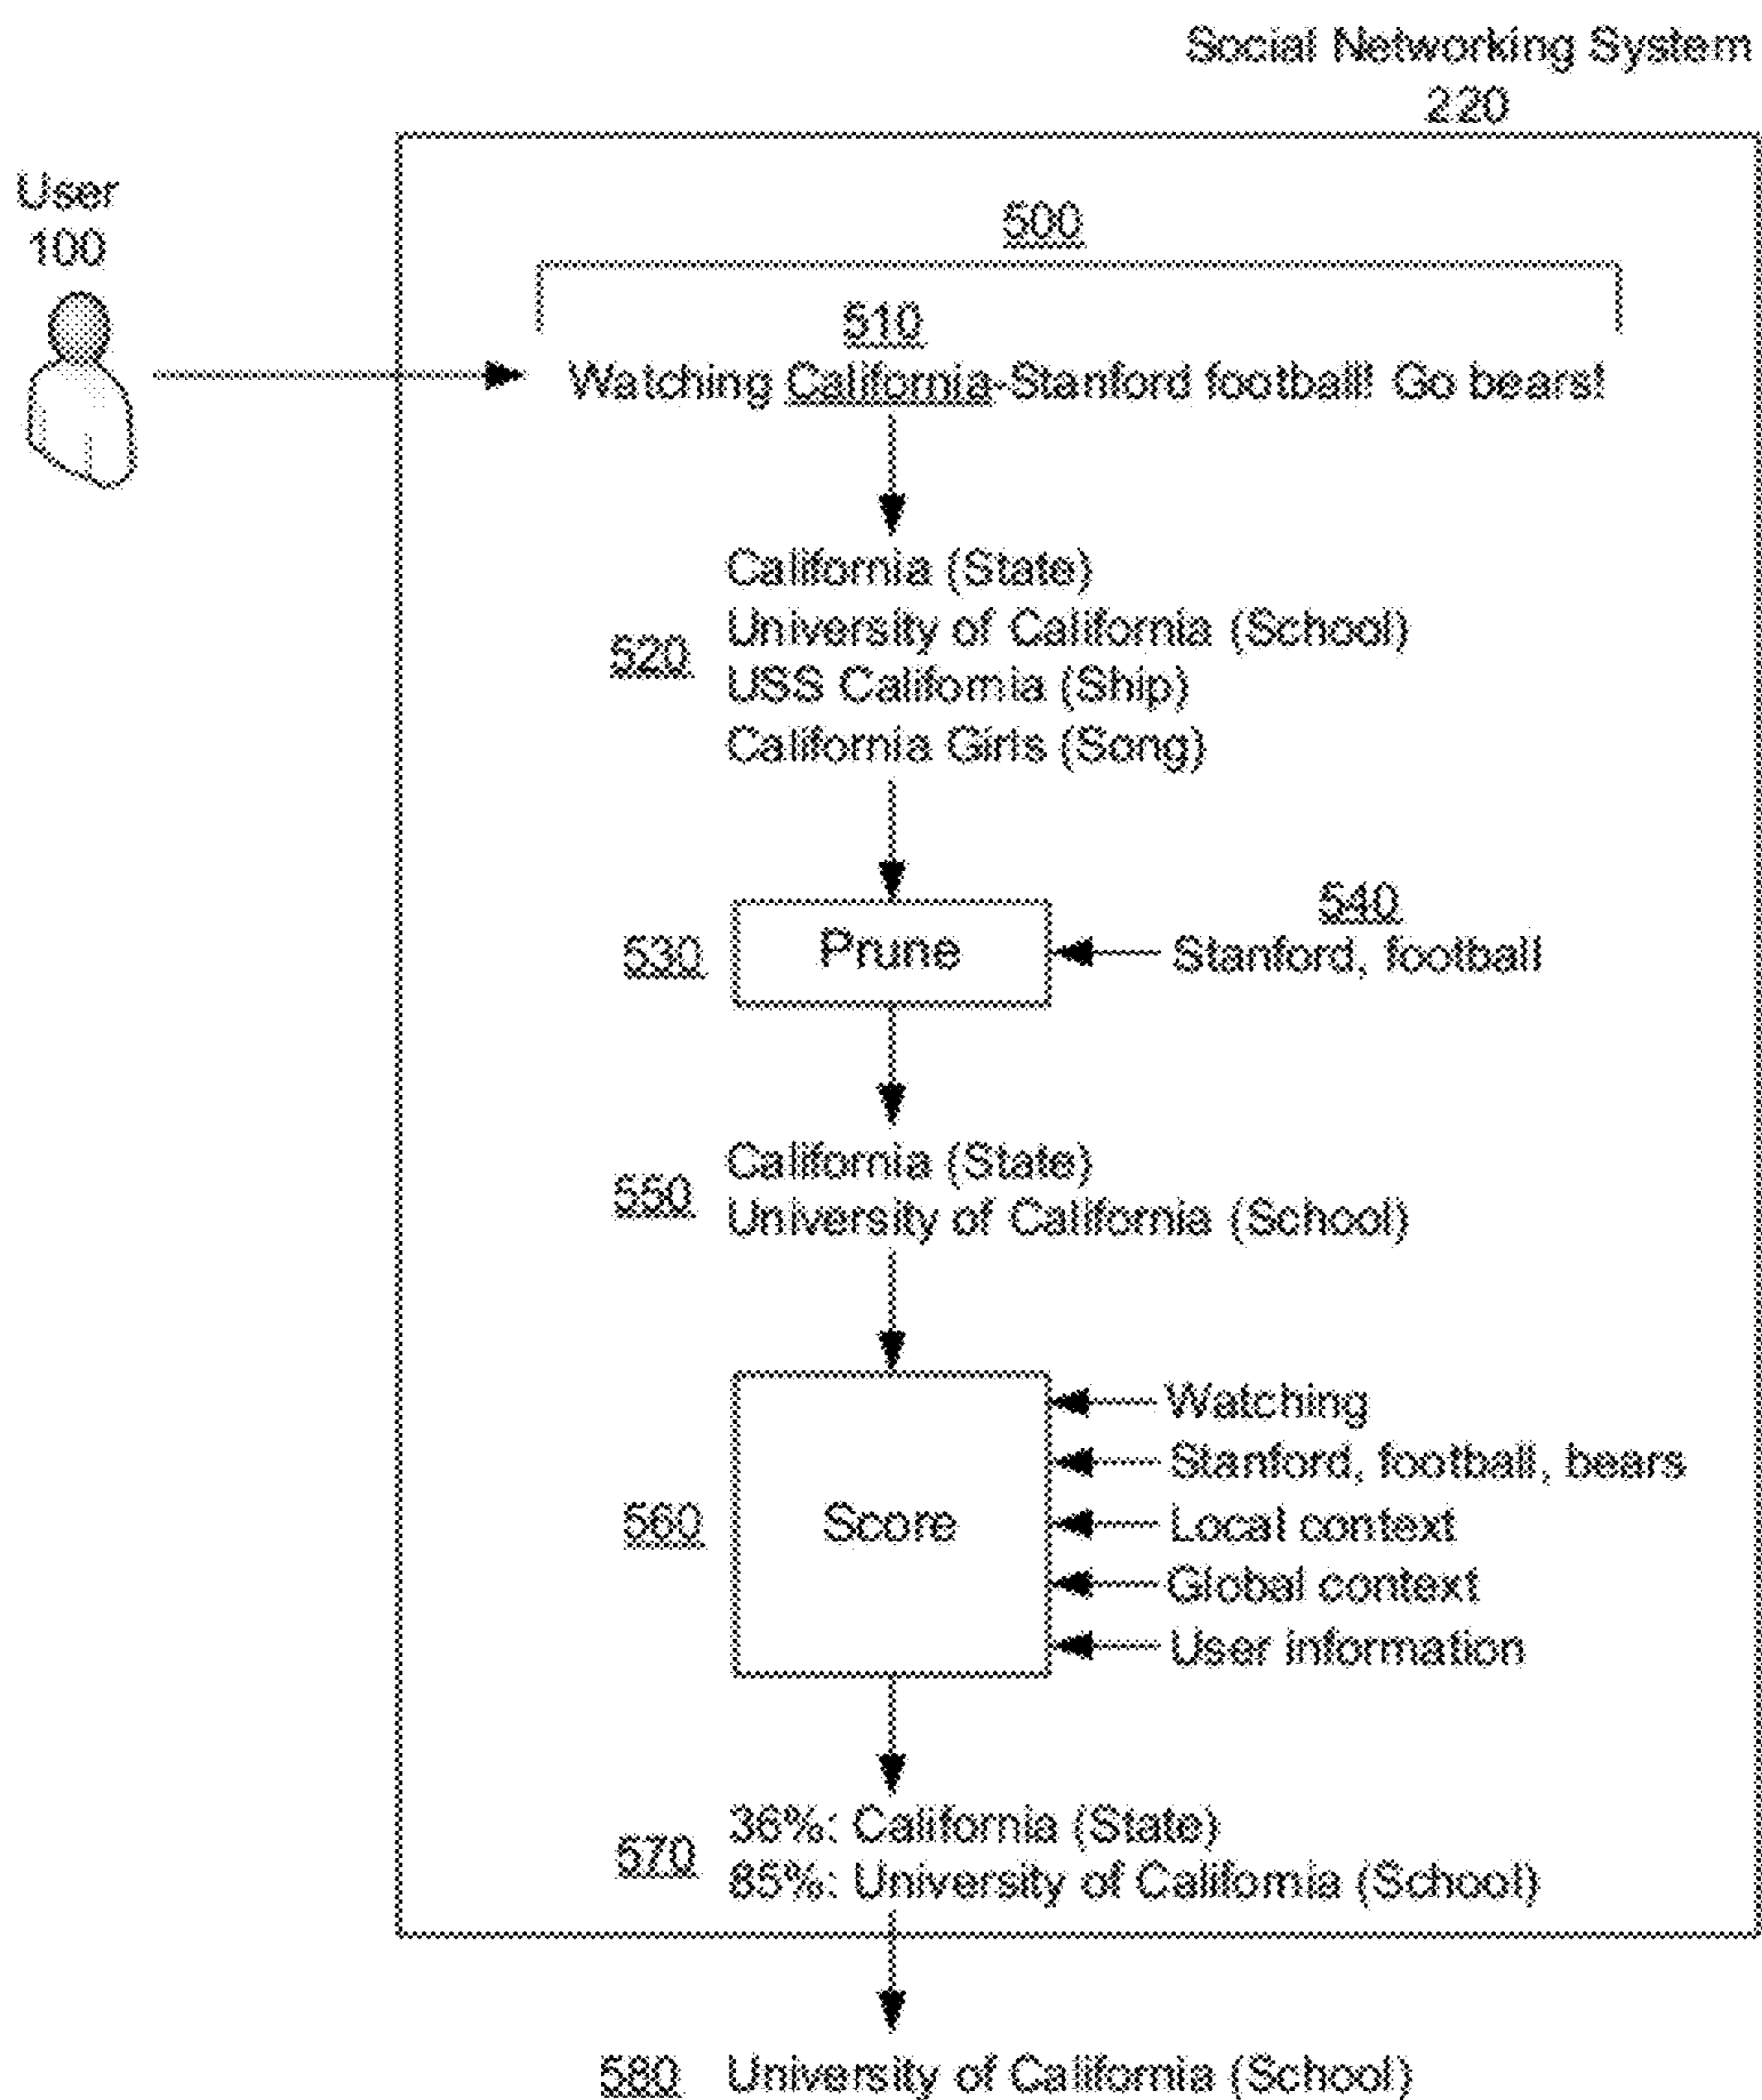 Social Networking System
220
User
100
500
510
Watching California-Stanford football! Go bears!
520
California (State)
University of California (School)
USS California (Ship)
California Girls (Song)
530
Prune
540
Stanford, football
550
California (State)
University of California (School)
560
Score
Watching
Stanford, football, bears
Local context
Global context
User information
570
36%: California (State)
85%: University of California (School)
580
University of California (School)